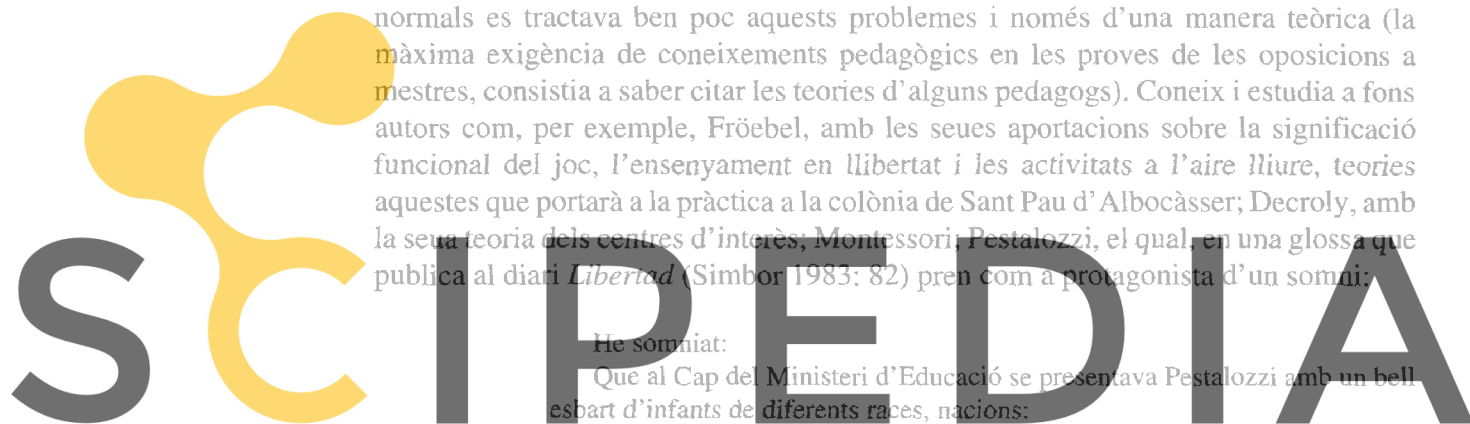 normals es tractava ben poc aquests problemes i només d'una manera teòrica (la
màxima exigència de coneixements pedagògics en les proves de les oposicions a
mestres, consistia a saber citar les teories d'alguns pedagogs). Coneix i estudia a fons
autors com, per exemple, Fröebel, amb les seues aportacions sobre la significació
funcional del joc, l'ensenyament en llibertat i les activitats a l'aire lliure, teories
aquestes que portarà a la pràctica a la colònia de Sant Pau d'Albocàsser; Decroly, amb
la seua teoria dels centres d'interès; Montessori, Pestalozzi, el qual, en una glossa que
publica al diari Libertad (Simbor 1983: 82) pren com a protagonista d'un somni:
SCIPEDIA
He somniat:
Que al Cap del Ministeri d'Educació se presentava Pestalozzi amb un bell
esbart d'infants de diferents races, nacions: